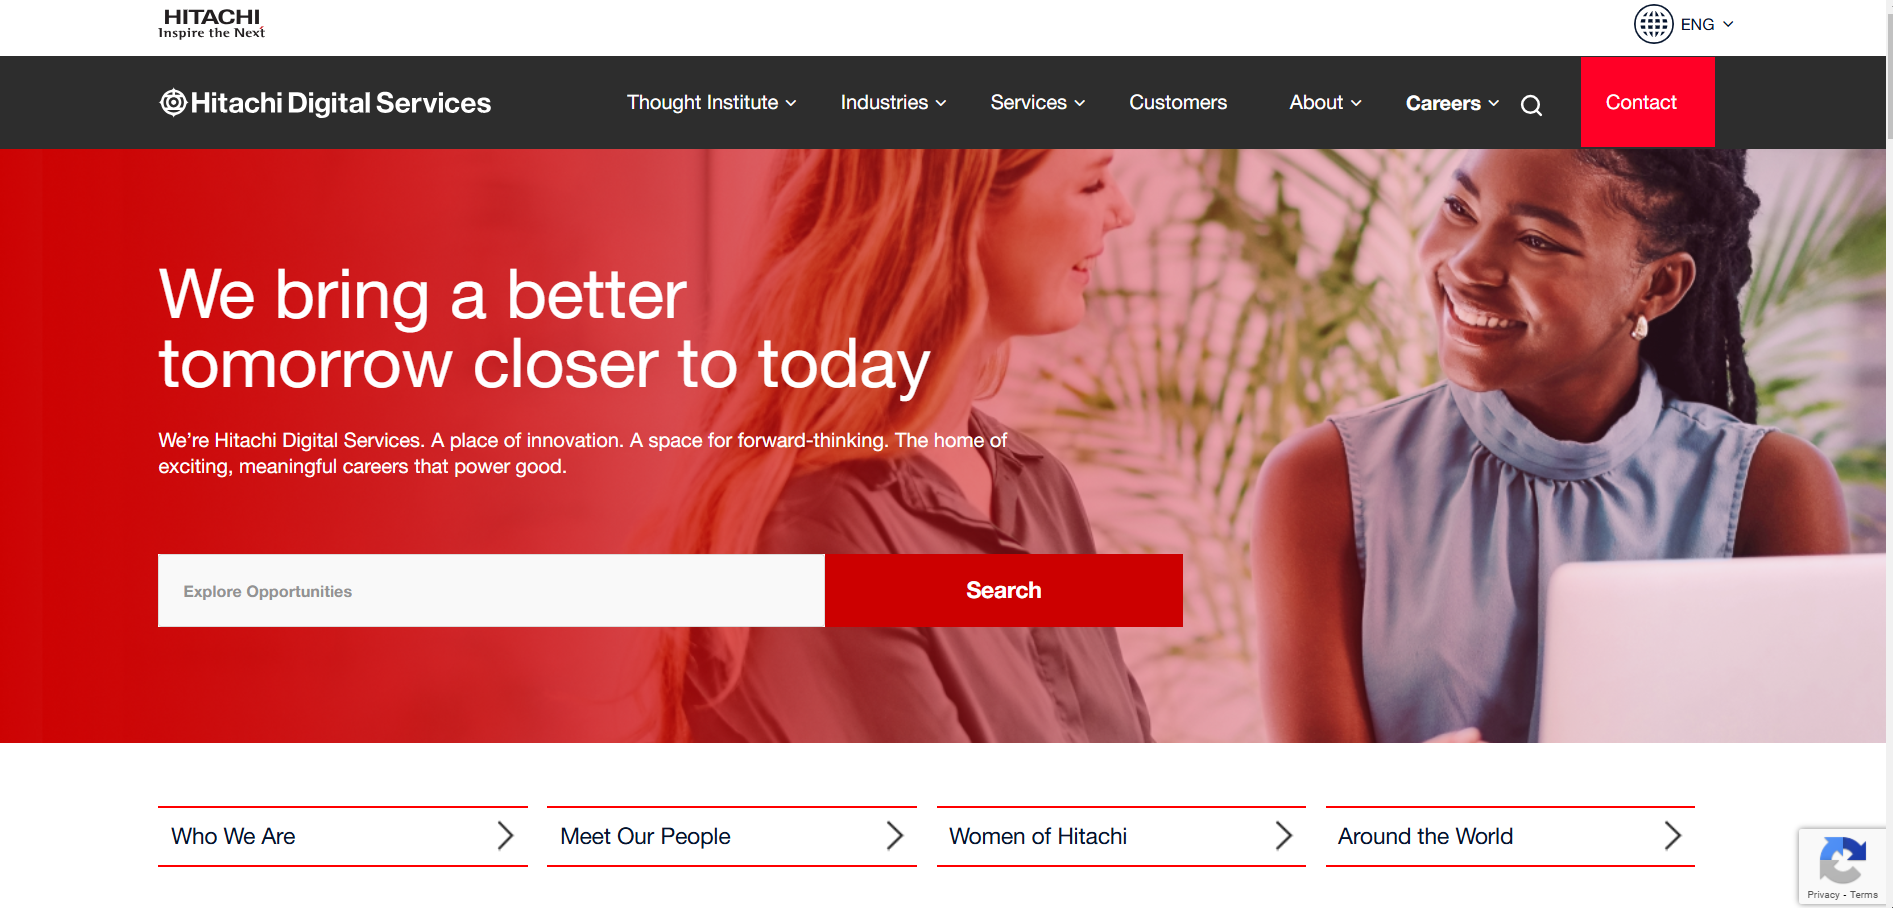 HITACHI
Inspire the Next
ENG
Hitachi Digital Services
Thought Institute
Industries
Services
Customers
About
Careers
Contact
We bring a better
tomorrow closer to today
We're Hitachi Digital Services. A place of innovation. A space for forward-thinking. The home of
exciting, meaningful careers that power good.
Explore Opportunities
Search
Who We Are
Meet Our People
Women of Hitachi
Around the World
Privacy - Terms